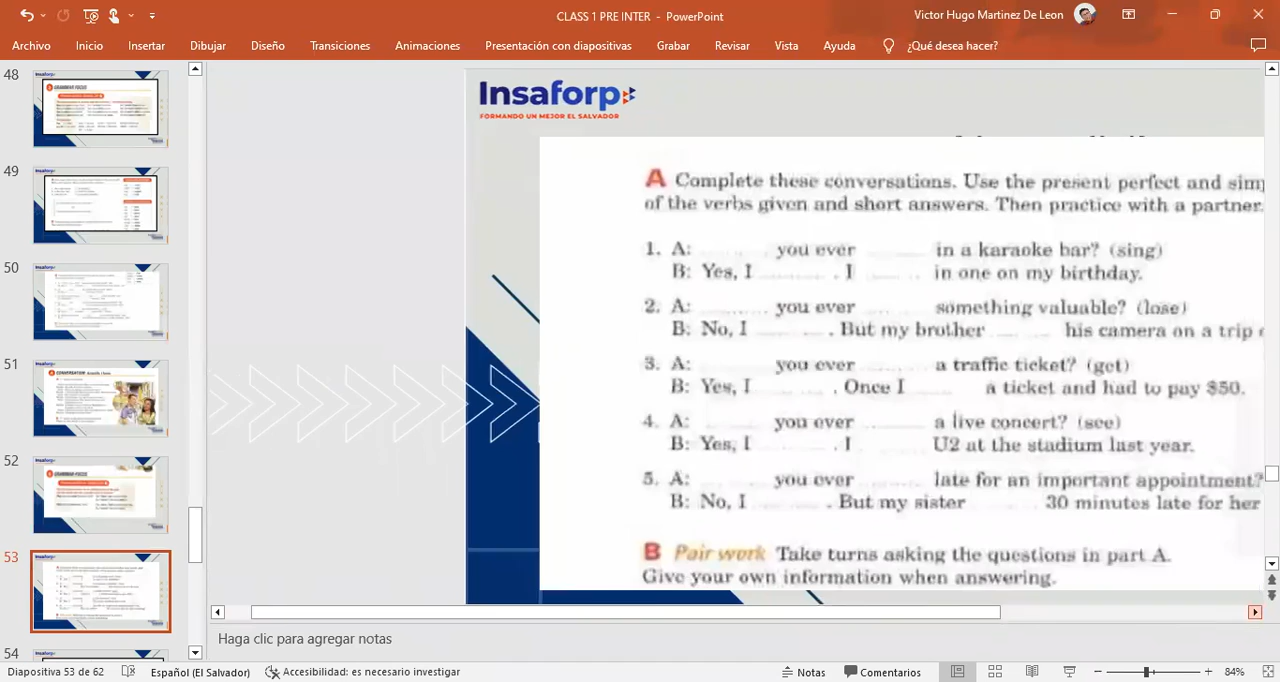 CLASS 1 PRE INTER - PowerPoint
Victor Hugo Martinez De Leon
Archivo Inicio Insertar Dibujar Diseño Transiciones Animaciones Presentación con diapositivas Grabar Revisar Vista Ayuda ¿Qué desea hacer?
48
49
50
51
52
53
54
Insaforp
FORMANDO UN MEJOR EL SALVADOR
A Complete these conversations. Use the present perfect and simp
of the verbs given and short answers. Then practice with a partner.
1. A: ........ you ever ........ in a karaoke bar? (sing)
B: Yes, I ........ . I ........ in one on my birthday.
2. A: ........ you ever ........ something valuable? (lose)
B: No, I ........ . But my brother ........ his camera on a trip
3. A: ........ you ever ........ a traffic ticket? (get)
B: Yes, I ........ . Once I ........ a ticket and had to pay $50.
4. A: ........ you ever ........ a live concert? (see)
B: Yes, I ........ . I ........ U2 at the stadium last year.
5. A: ........ you ever ........ late for an important appointment?
B: No, I ........ . But my sister ........ 30 minutes late for her
B Pair work Take turns asking the questions in part A.
Give your own information when answering.
Haga clic para agregar notas
Diapositiva 53 de 62 Español (El Salvador) Accesibilidad: es necesario investigar Notas Comentarios 84%